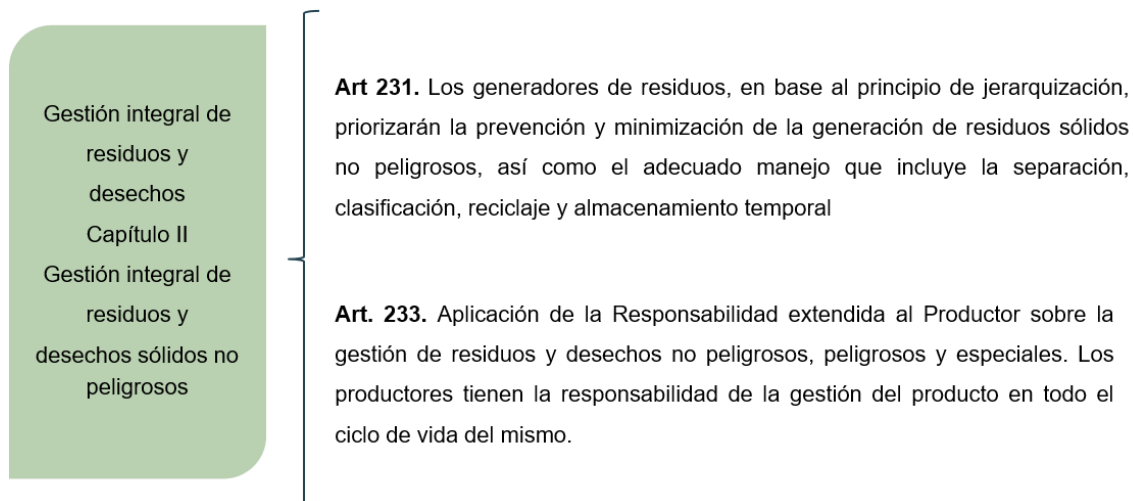 Gestión integral de
residuos y
desechos
Capítulo II
Gestión integral de
residuos y
desechos sólidos no
peligrosos
Art 231. Los generadores de residuos, en base al principio de jerarquización,
priorizarán la prevención y minimización de la generación de residuos sólidos
no peligrosos, así como el adecuado manejo que incluye la separación,
clasificación, reciclaje y almacenamiento temporal
Art. 233. Aplicación de la Responsabilidad extendida al Productor sobre la
gestión de residuos y desechos no peligrosos, peligrosos y especiales. Los
productores tienen la responsabilidad de la gestión del producto en todo el
ciclo de vida del mismo.